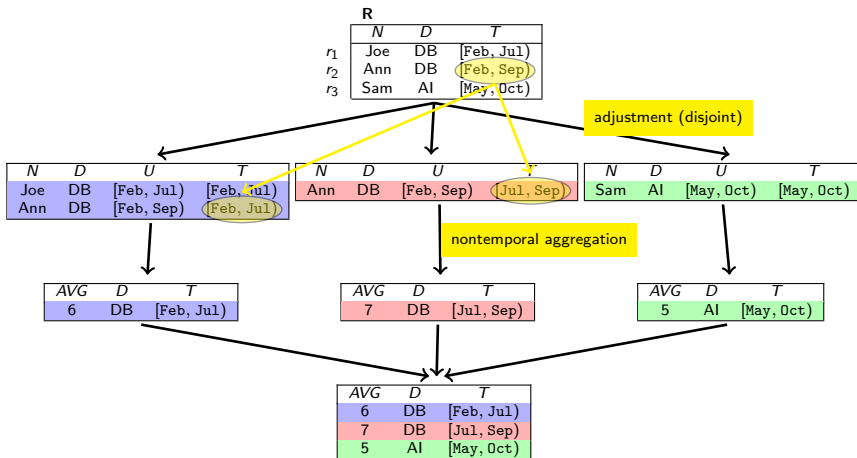 R
N D T
r1 Joe DB [Feb, Jul)
r2 Ann DB [Feb, Sep)
r3 Sam AI [May, Oct)
adjustment (disjoint)
N D U T
Joe DB [Feb, Jul) [Feb, Jul)
Ann DB [Feb, Sep) [Feb, Jul)
N D U T
Ann DB [Feb, Sep) [Jul, Sep)
N D U T
Sam AI [May, Oct) [May, Oct)
nontemporal aggregation
AVG D T
6 DB [Feb, Jul)
AVG D T
7 DB [Jul, Sep)
AVG D T
5 AI [May, Oct)
AVG D T
6 DB [Feb, Jul)
7 DB [Jul, Sep)
5 AI [May, Oct)